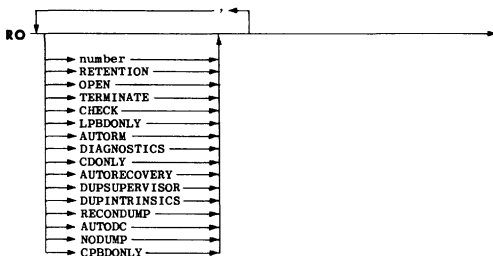 ,
RO
number
RETENTION
OPEN
TERMINATE
CHECK
LPBDONLY
AUTORM
DIAGNOSTICS
CDONLY
AUTORECOVERY
DUPSUPERVISOR
DUPINTRINSICS
RECONDUMP
AUTODC
NODUMP
CPBDONLY